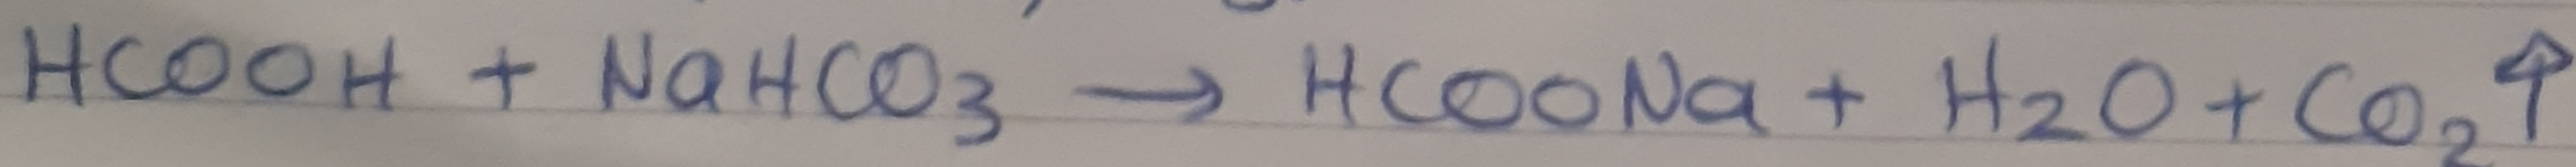 HCOOH + NaHCO3 → HCOONa + H2O + CO2↑